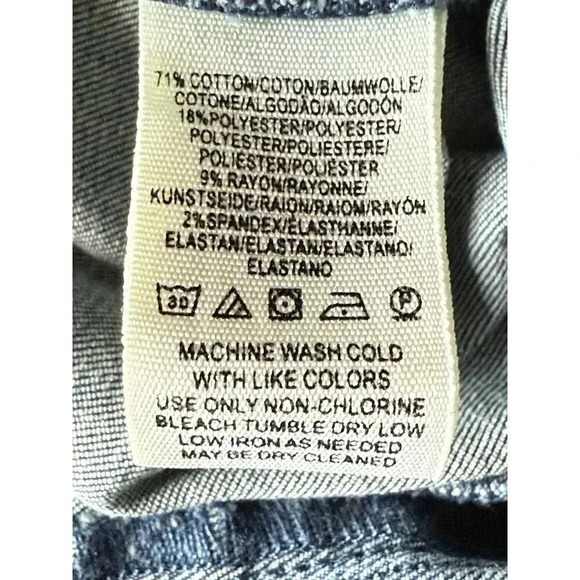 71% COTTON/COTON/BAUMWOLLE/
COTONE/ALGODÃO/ALGODÓN
18% POLYESTER/POLYESTER/
POLYESTER/POLIESTERE/
POLIESTER/POLIÉSTER
9% RAYON/RAYONNE/
KUNSTSEIDE/RAION/RAIOM/RAYÓN
2% SPANDEX/ÉLASTHANNE/
ELASTAN/ELASTAN/ELASTANO/
ELASTANO
30 P
MACHINE WASH COLD
WITH LIKE COLORS
USE ONLY NON-CHLORINE
BLEACH TUMBLE DRY LOW
LOW IRON AS NEEDED
MAY BE DRY CLEANED